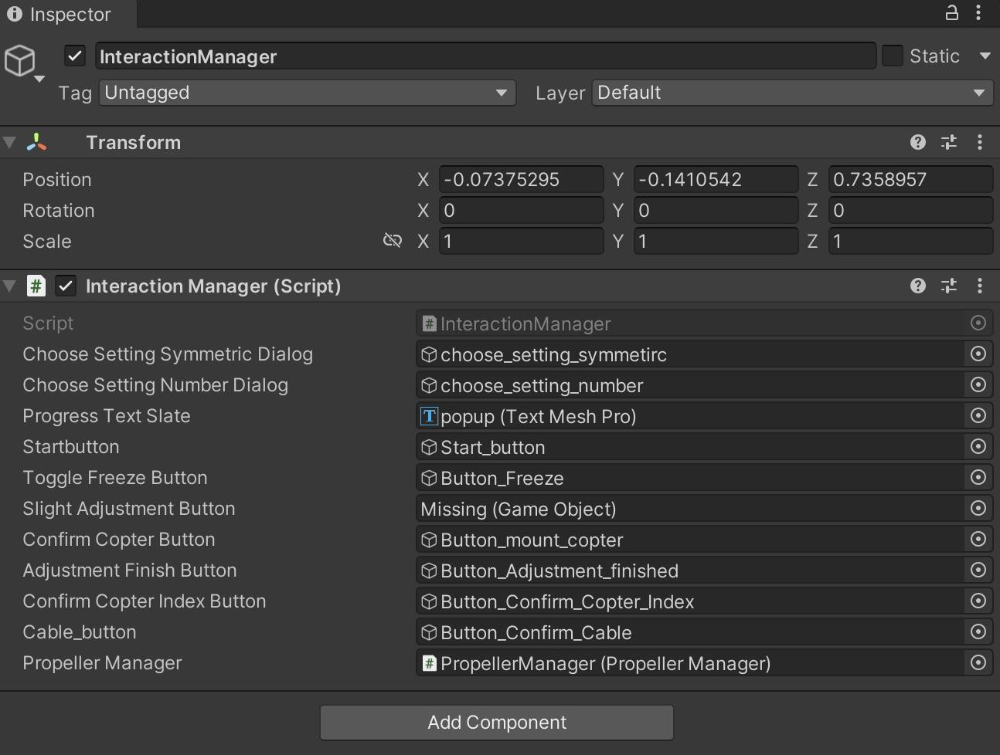 Inspector
InteractionManager Static
Tag Untagged Layer Default
Transform
Position X -0.07375295 Y -0.1410542 Z 0.7358957
Rotation X 0 Y 0 Z 0
Scale X 1 Y 1 Z 1
# Interaction Manager (Script)
Script # InteractionManager
Choose Setting Symmetric Dialog choose_setting_symmetirc
Choose Setting Number Dialog choose_setting_number
Progress Text Slate T popup (Text Mesh Pro)
Startbutton Start_button
Toggle Freeze Button Button_Freeze
Slight Adjustment Button Missing (Game Object)
Confirm Copter Button Button_mount_copter
Adjustment Finish Button Button_Adjustment_finished
Confirm Copter Index Button Button_Confirm_Copter_Index
Cable_button Button_Confirm_Cable
Propeller Manager # PropellerManager (Propeller Manager)
Add Component